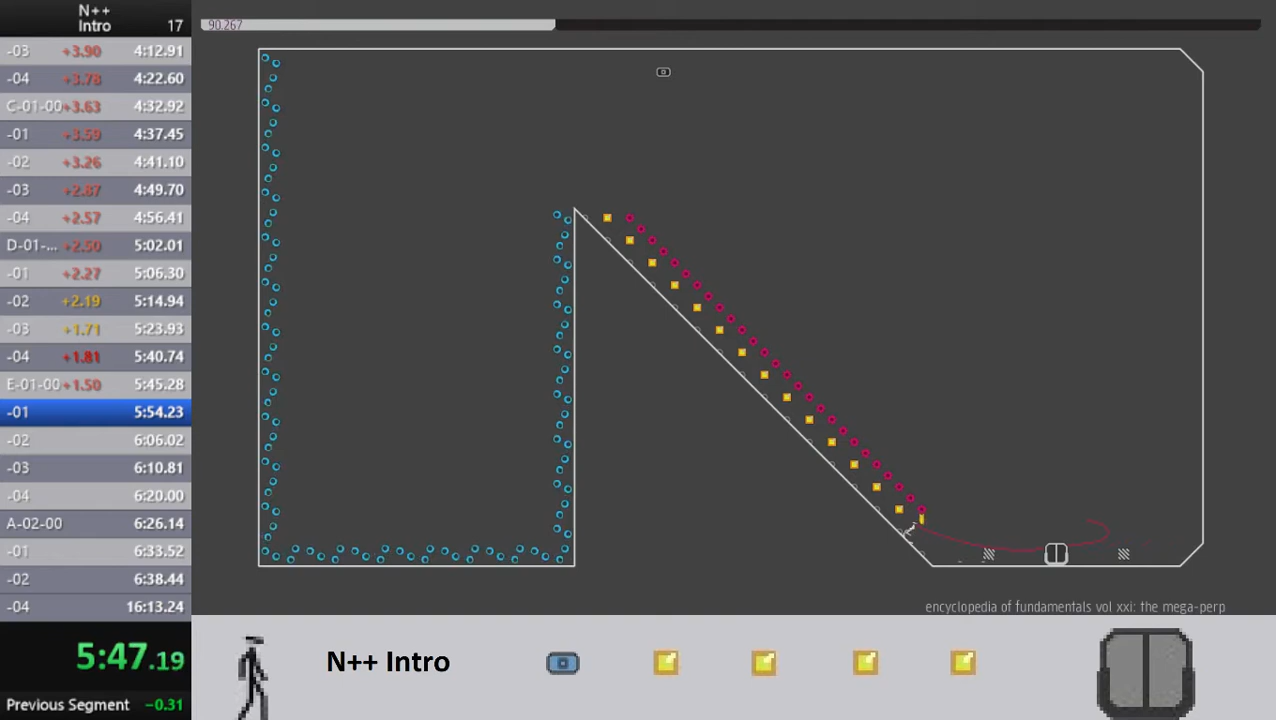 N++
Intro 17
-03 +3.90 4:12.91
-04 +3.78 4:22.60
C-01-00 +3.63 4:32.92
-01 +3.59 4:37.45
-02 +3.26 4:41.10
-03 +2.87 4:49.70
-04 +2.57 4:56.41
D-01-... +2.50 5:02.01
-01 +2.27 5:06.30
-02 +2.19 5:14.94
-03 +1.71 5:23.93
-04 +1.81 5:40.74
E-01-00 +1.50 5:45.28
-01 5:54.23
-02 6:06.02
-03 6:10.81
-04 6:20.00
A-02-00 6:26.14
-01 6:33.52
-02 6:38.44
-04 16:13.24
5:47.19
Previous Segment -0.31
90.267
encyclopedia of fundamentals vol xxi: the mega-perp
N++ Intro